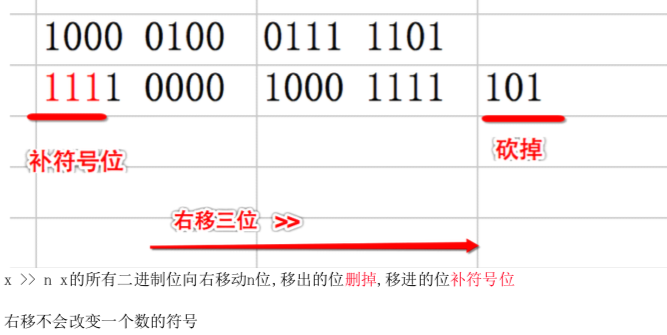 1000 0100 0111 1101
1111 0000 1000 1111 101
补符号位
砍掉
右移三位 >>
x >> n x的所有二进制位向右移动n位,移出的位删掉,移进的位补符号位
右移不会改变一个数的符号